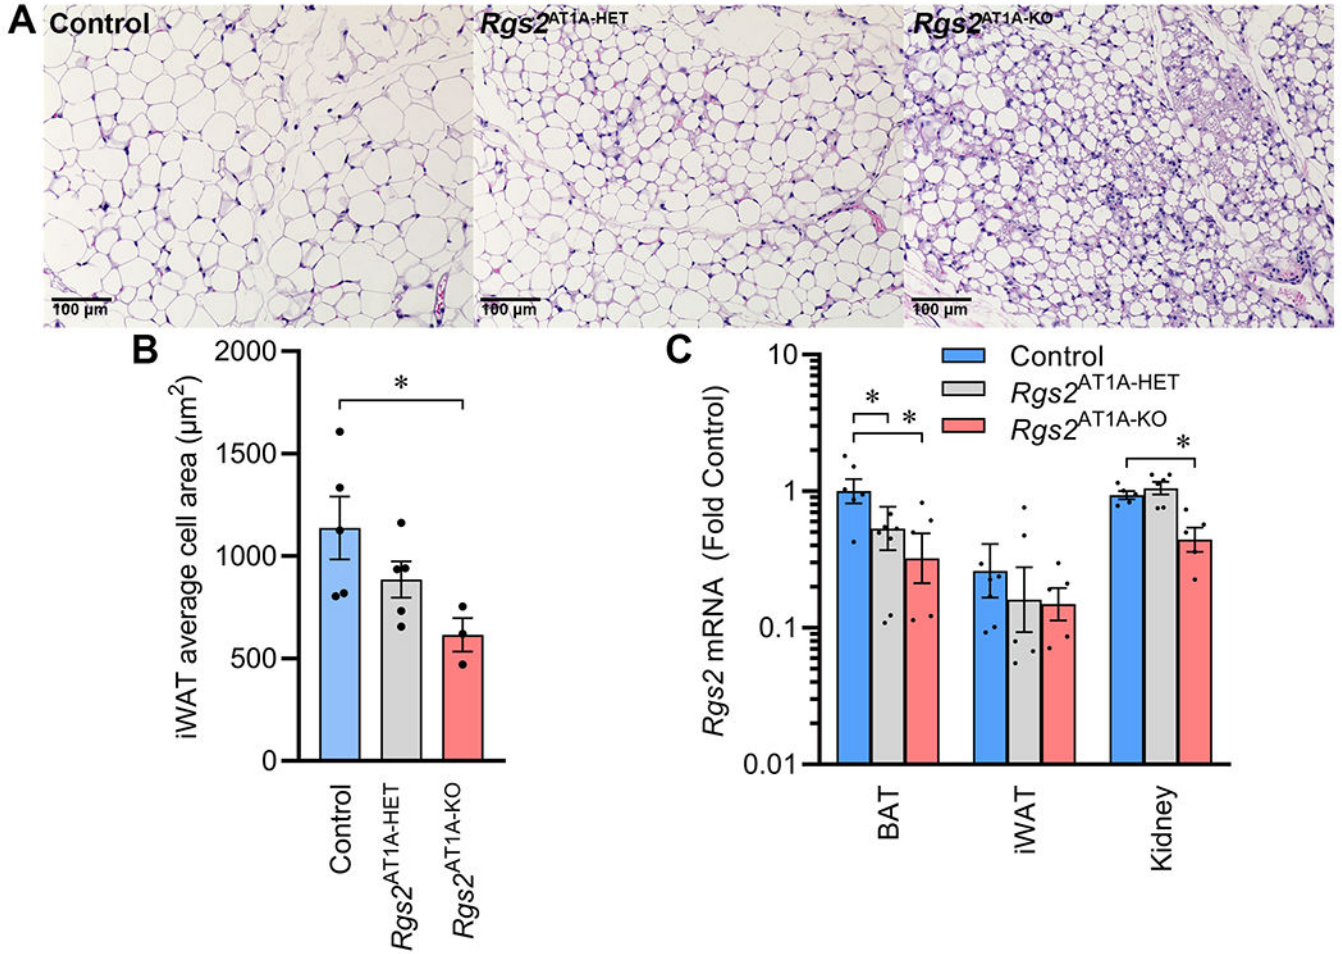 A Control Rgs2AT1A-HET Rgs2AT1A-KO
100 µm 100 µm 100 µm
B
iWAT average cell area (µm2)
2000
1500
1000
500
0
*
Control
Rgs2AT1A-HET
Rgs2AT1A-KO
C
Rgs2 mRNA (Fold Control)
10
1
0.1
0.01
Control
Rgs2AT1A-HET
Rgs2AT1A-KO
*
*
*
BAT
iWAT
Kidney